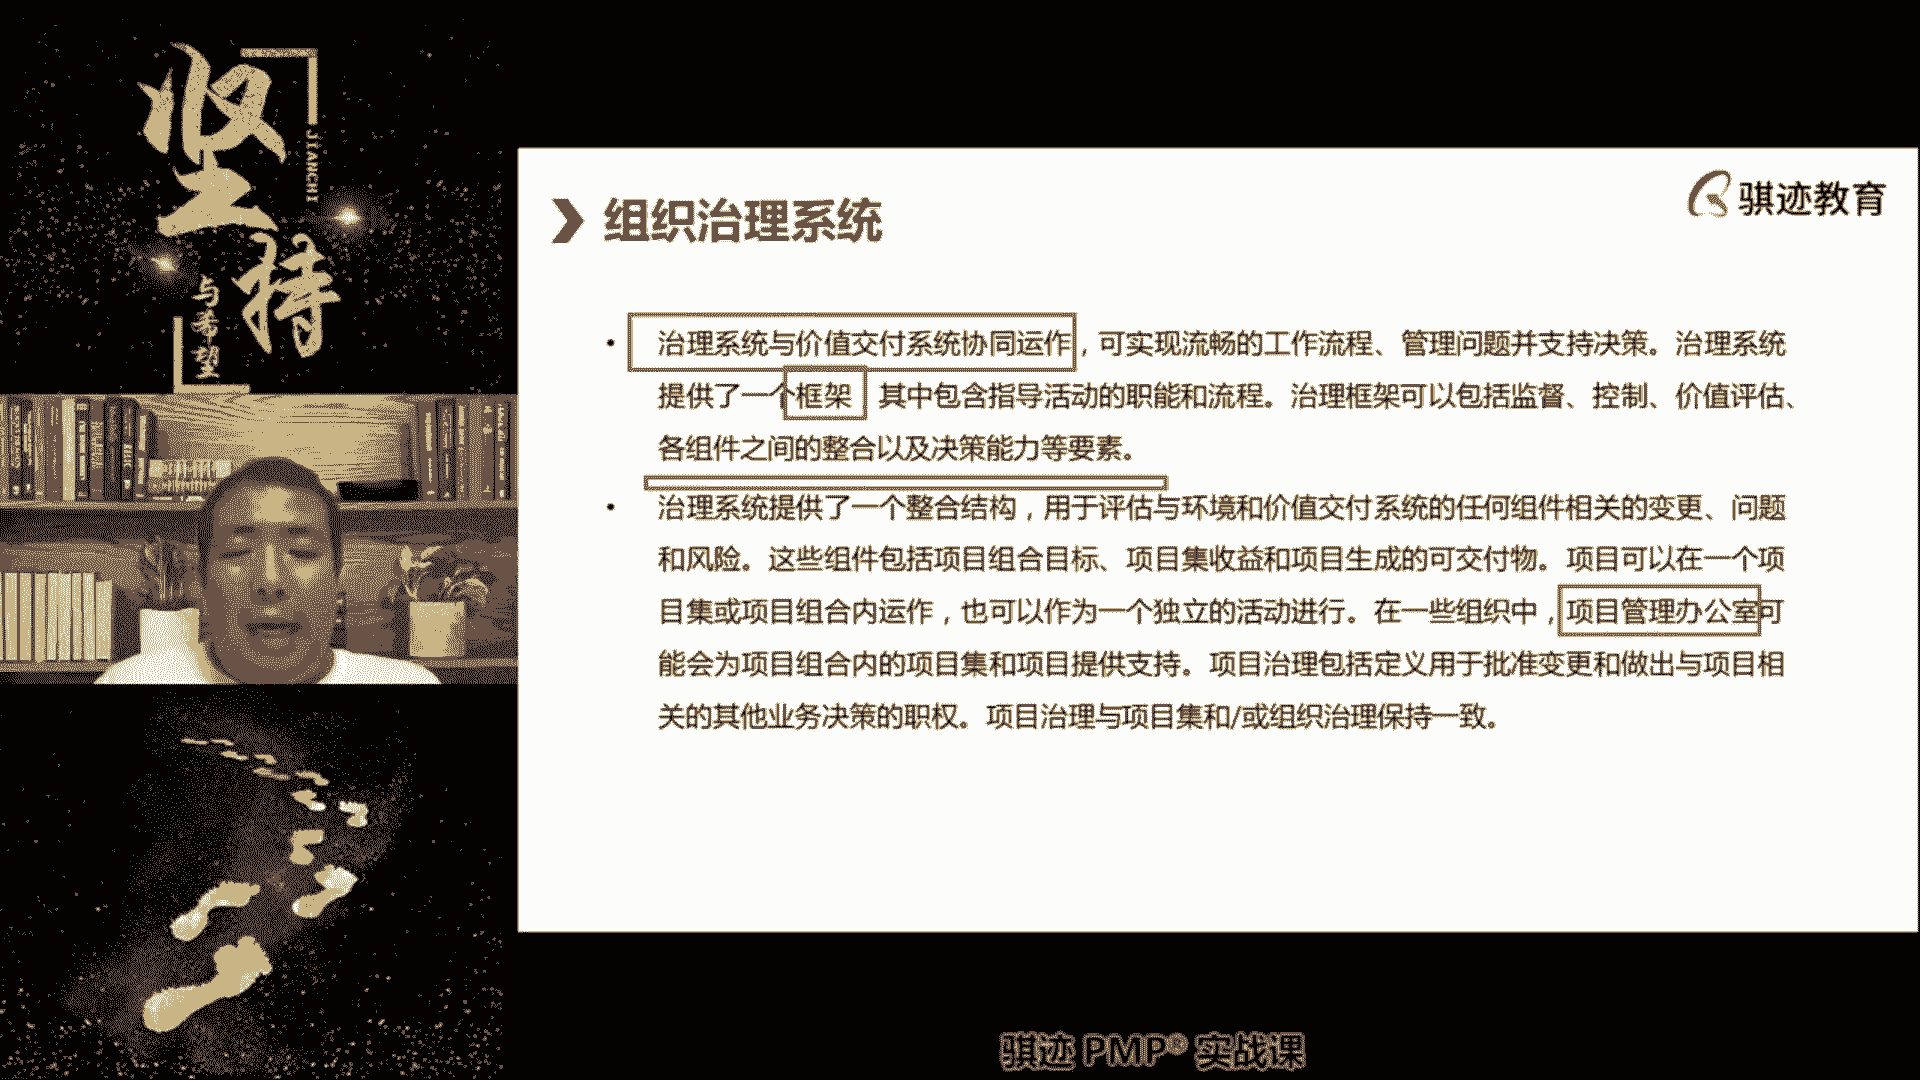 坚持
JIANCHI
与希望
组织治理系统
骐迹教育
• 治理系统与价值交付系统协同运作，可实现流畅的工作流程、管理问题并支持决策。治理系统
提供了一个框架 其中包含指导活动的职能和流程。治理框架可以包括监督、控制、价值评估、
各组件之间的整合以及决策能力等要素。
• 治理系统提供了一个整合结构，用于评估与环境和价值交付系统的任何组件相关的变更、问题
和风险。这些组件包括项目组合目标、项目集收益和项目生成的可交付物。项目可以在一个项
目集或项目组合内运作，也可以作为一个独立的活动进行。在一些组织中，项目管理办公室可
能会为项目组合内的项目集和项目提供支持。项目治理包括定义用于批准变更和做出与项目相
关的其他业务决策的职权。项目治理与项目集和/或组织治理保持一致。
骐迹 PMP® 实战课